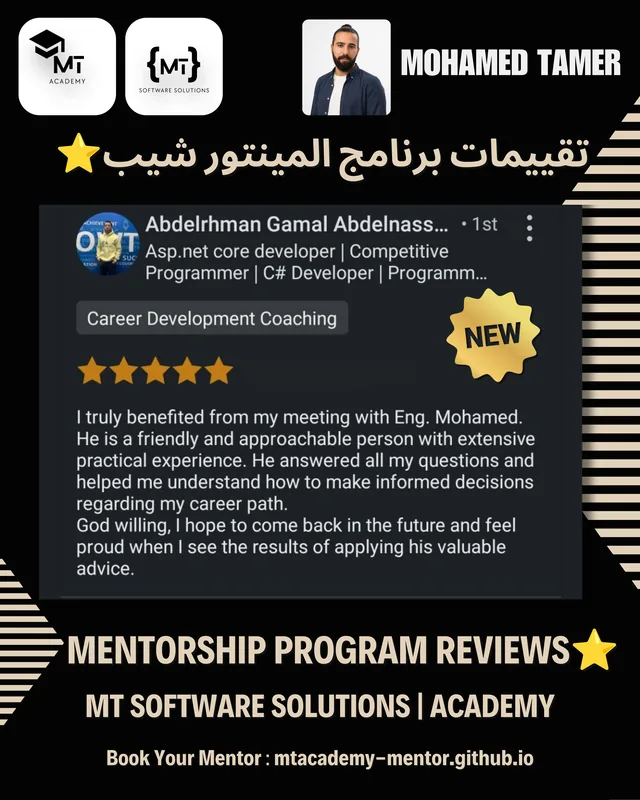 MT
ACADEMY
{MT}
SOFTWARE SOLUTIONS
MOHAMED TAMER
تقييمات برنامج المينتور شيب
Abdelrhman Gamal Abdelnass... • 1st
Asp.net core developer | Competitive
Programmer | C# Developer | Programm...
Career Development Coaching
NEW
I truly benefited from my meeting with Eng. Mohamed.
He is a friendly and approachable person with extensive
practical experience. He answered all my questions and
helped me understand how to make informed decisions
regarding my career path.
God willing, I hope to come back in the future and feel
proud when I see the results of applying his valuable
advice.
MENTORSHIP PROGRAM REVIEWS
MT SOFTWARE SOLUTIONS | ACADEMY
Book Your Mentor : mtacademy-mentor.github.io